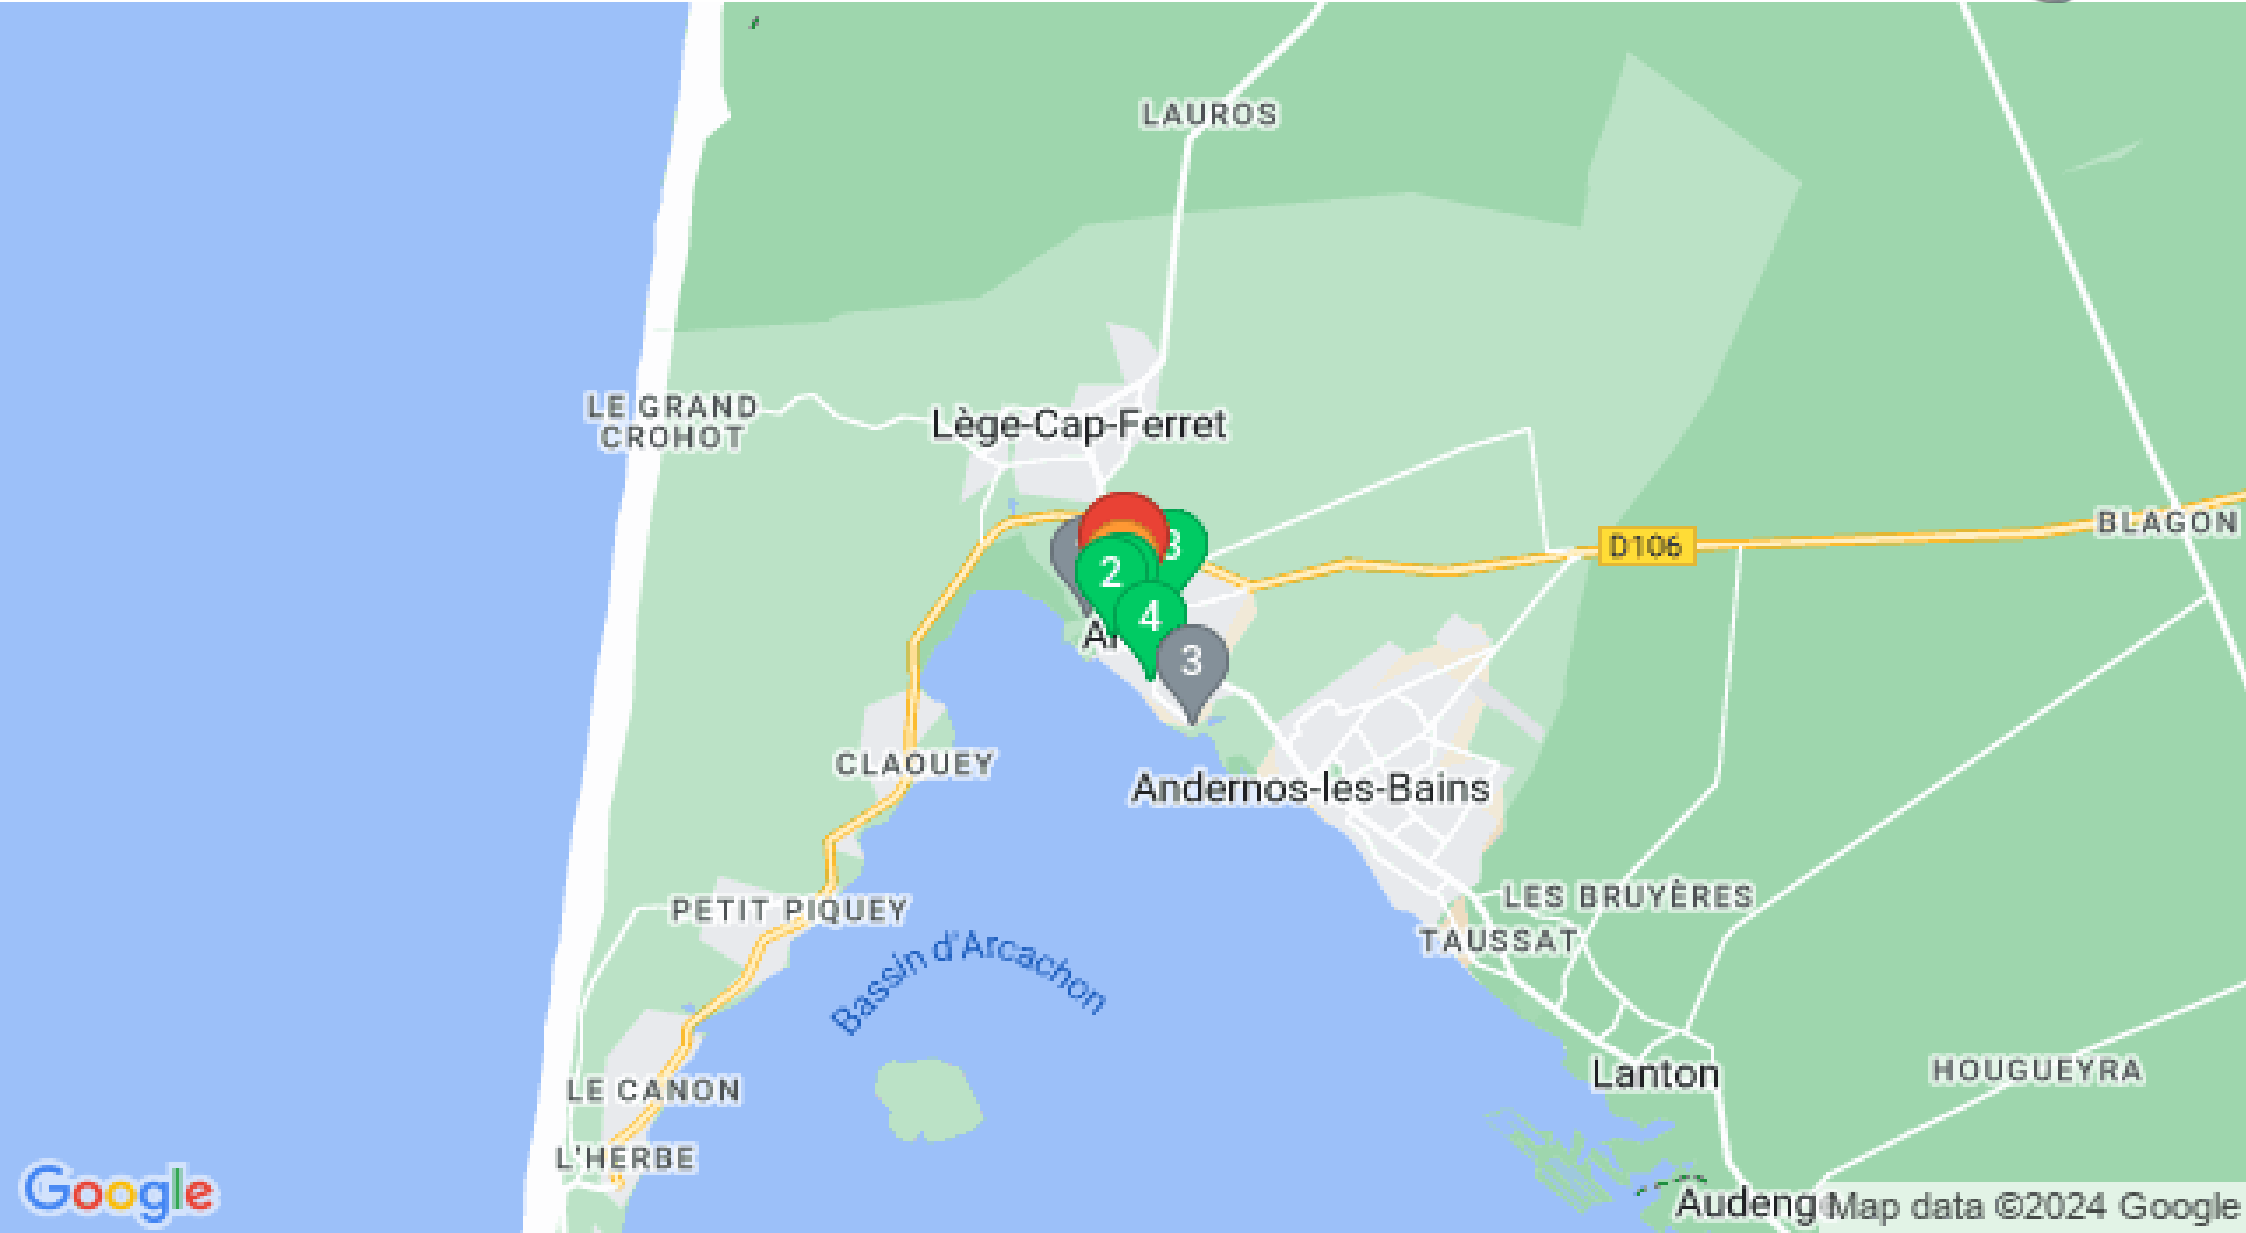 LAUROS
LE GRAND
CROHOT
Lège-Cap-Ferret
BLAGON
D106
3
2
4
3
CLAOUEY
Andernos-les-Bains
PETIT PIQUEY
LES BRUYÈRES
TAUSSAT
Bassin d'Arcachon
LE CANON
Lanton
HOUGUEYRA
L'HERBE
Google
Audeng
Map data ©2024 Google